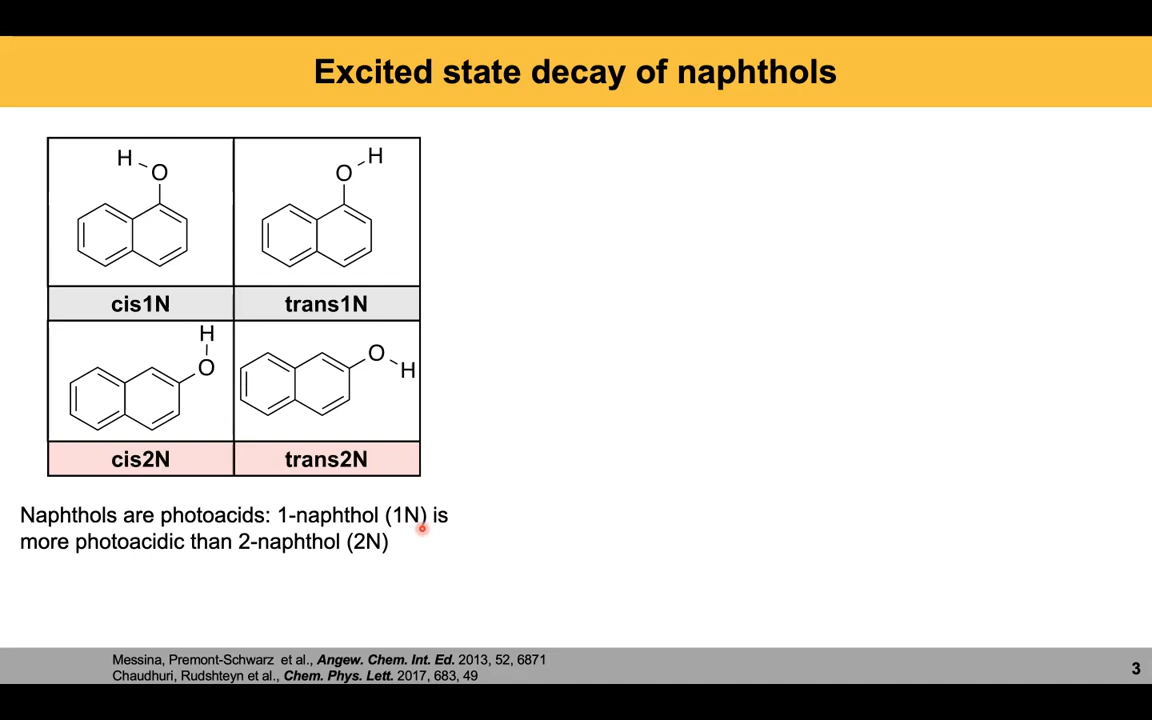 Excited state decay of naphthols
H
O
H
O
cis1N
trans1N
H
O
O
H
cis2N
trans2N
Naphthols are photoacids: 1-naphthol (1N) is
more photoacidic than 2-naphthol (2N)
Messina, Premont-Schwarz et al., Angew. Chem. Int. Ed. 2013, 52, 6871
Chaudhuri, Rudshteyn et al., Chem. Phys. Lett. 2017, 683, 49
3